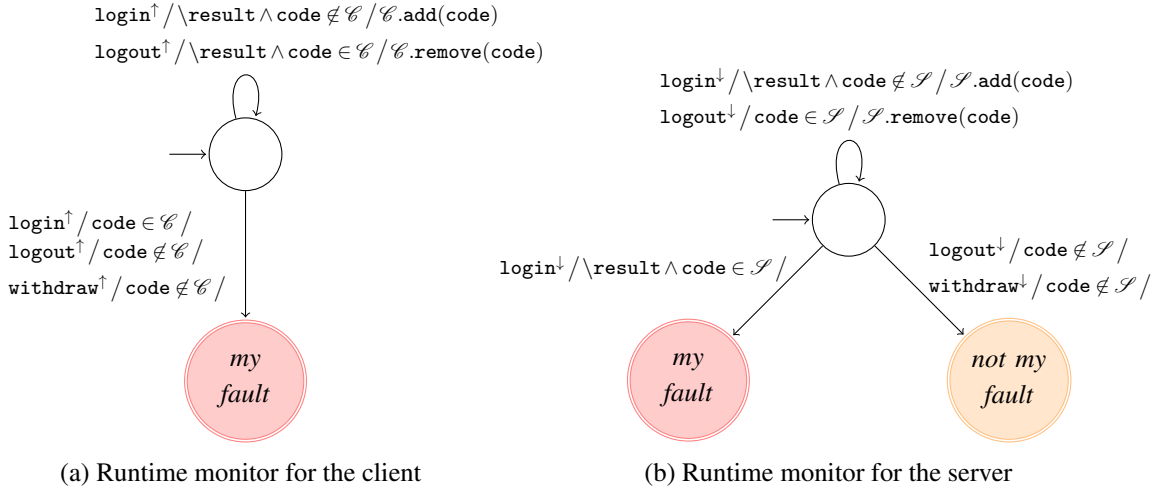 login↑/\result ∧ code ∉ 𝒞 / 𝒞.add(code)
logout↑/\result ∧ code ∈ 𝒞 / 𝒞.remove(code)
login↑/code ∈ 𝒞 /
logout↑/code ∉ 𝒞 /
withdraw↑/code ∉ 𝒞 /
my
fault
(a) Runtime monitor for the client
login↓/\result ∧ code ∉ 𝒮 / 𝒮.add(code)
logout↓/code ∈ 𝒮 / 𝒮.remove(code)
login↓/\result ∧ code ∈ 𝒮 /
logout↓/code ∉ 𝒮 /
withdraw↓/code ∉ 𝒮 /
my
fault
not my
fault
(b) Runtime monitor for the server